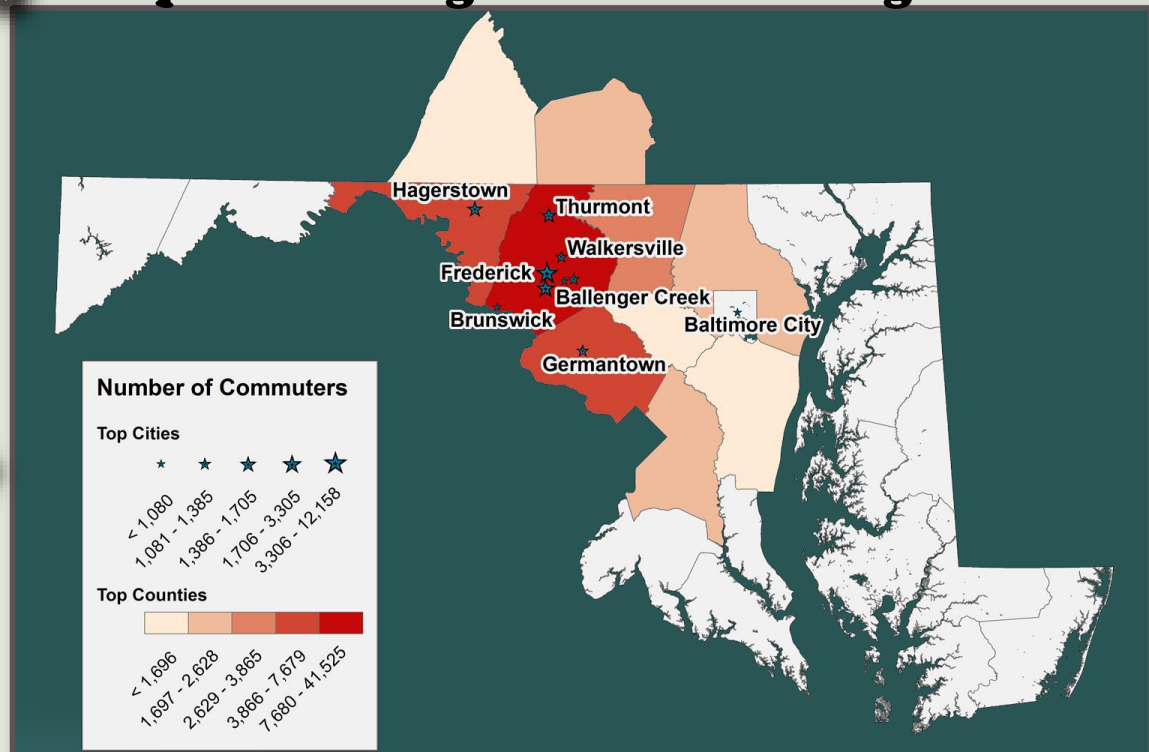 Hagerstown
Thurmont
Walkersville
Frederick
Ballenger Creek
Brunswick
Baltimore City
Germantown
Number of Commuters
Top Cities
< 1,080
1,081 - 1,385
1,386 - 1,705
1,706 - 3,305
3,306 - 12,158
Top Counties
< 1,696
1,697 - 2,628
2,629 - 3,865
3,866 - 7,679
7,680 - 41,525